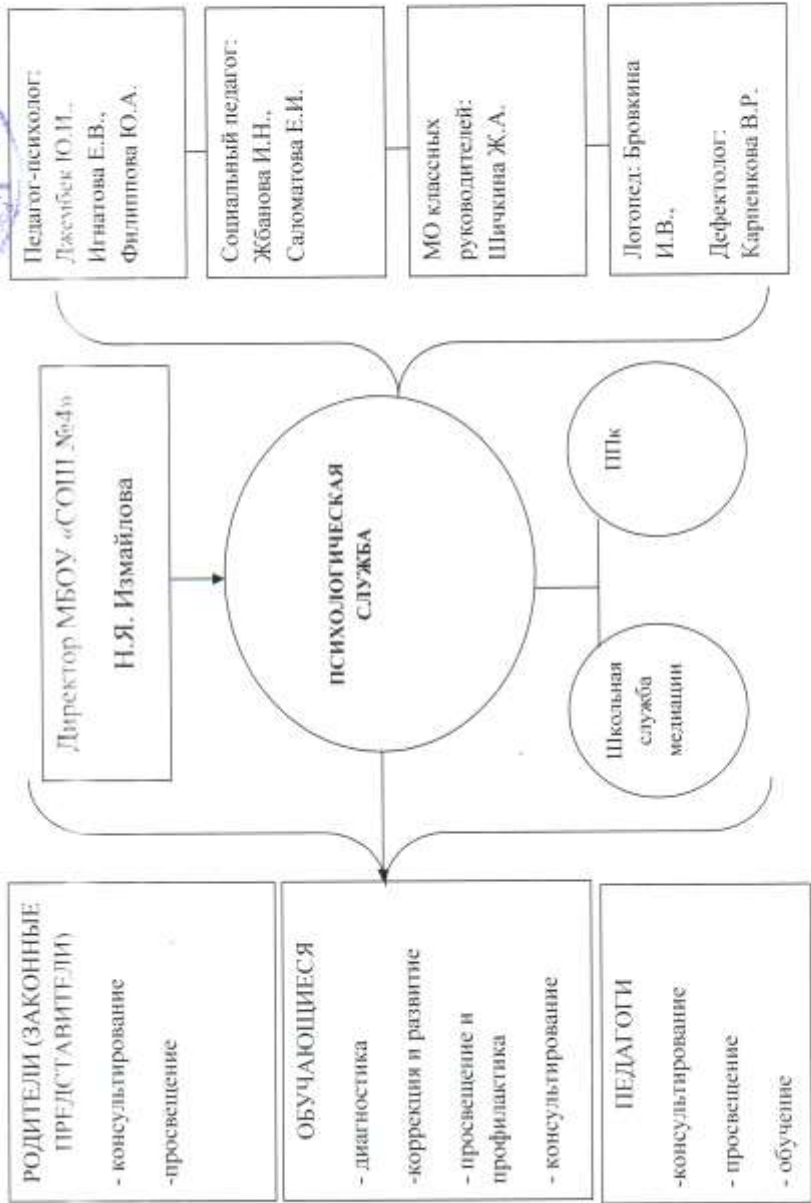 Директор МБОУ «СОШ №4»
Н.Я. Измайлова
РОДИТЕЛИ (ЗАКОННЫЕ
ПРЕДСТАВИТЕЛИ)
- консультирование
-просвещение
ОБУЧАЮЩИЕСЯ
- диагностика
-коррекция и развитие
- просвещение и
профилактика
- консультирование
ПЕДАГОГИ
-консультирование
- просвещение
- обучение
ПСИХОЛОГИЧЕСКАЯ
СЛУЖБА
Школьная
служба
медиации
ППк
Педагог-психолог:
Джембек Ю.И.,
Игнатова Е.В.,
Филиппова Ю.А.
Социальный педагог:
Жбанова И.Н.,
Саломатова Е.И.
МО классных
руководителей:
Шичкина Ж.А.
Логопед: Бровкина
И.В.,
Дефектолог:
Карпенкова В.Р.